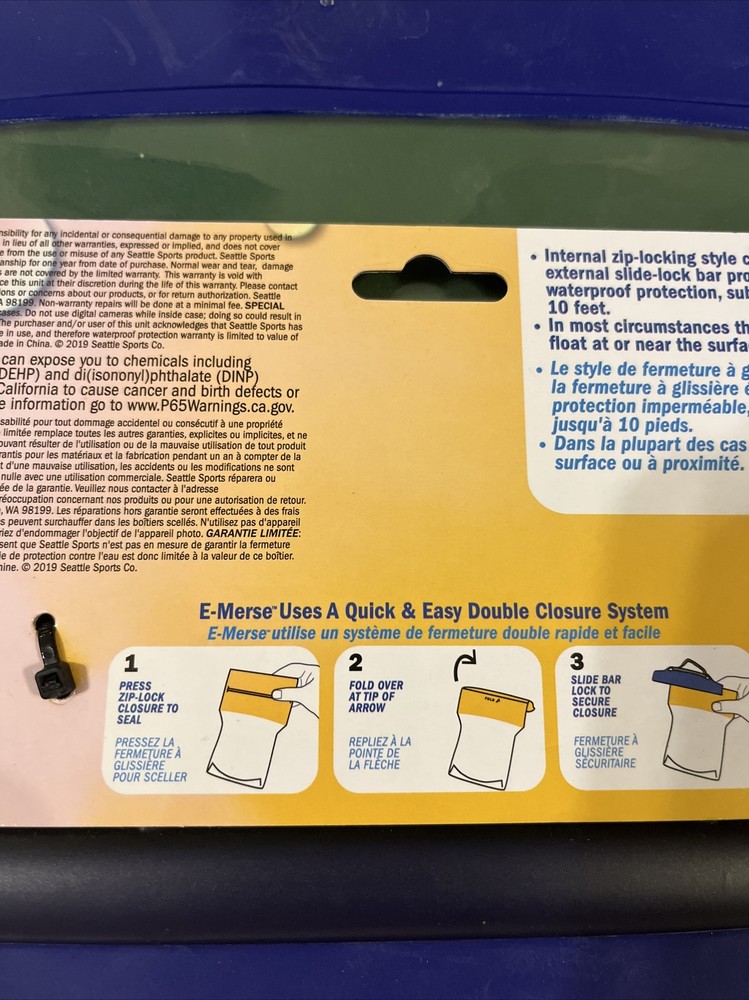 nsibility for any incidental or consequential damage to any property used in
in lieu of all other warranties, expressed or implied, and does not cover
e from the use or misuse of any Seattle Sports product. Seattle Sports
anship for one year from date of purchase. Normal wear and tear, damage
s are not covered by the limited warranty. This warranty is void with
ce this unit at their discretion during the life of this warranty. Please contact
ions or concerns about our products, or for return authorization. Seattle
A 98199. Non-warranty repairs will be done at a minimal fee. SPECIAL
ases. Do not use digital cameras while inside case; doing so could result in
The purchaser and/or user of this unit acknowledges that Seattle Sports has
e in use, and therefore waterproof protection warranty is limited to value of
ade in China. © 2019 Seattle Sports Co.
can expose you to chemicals including
DEHP) and di(isononyl)phthalate (DINP)
California to cause cancer and birth defects or
e information go to www.P65Warnings.ca.gov.
sabilité pour tout dommage accidentel ou consécutif à une propriété
limitée remplace toutes les autres garanties, explicites ou implicites, et ne
ouvant résulter de l'utilisation ou de la mauvaise utilisation de tout produit
rantis pour les matériaux et la fabrication pendant un an à compter de la
t d'une mauvaise utilisation, les accidents ou les modifications ne sont
nulle avec une utilisation commerciale. Seattle Sports réparera ou
ée de la garantie. Veuillez nous contacter à l'adresse
réoccupation concernant nos produits ou pour une autorisation de retour.
, WA 98199. Les réparations hors garantie seront effectuées à des frais
s peuvent surchauffer dans les boîtiers scellés. N'utilisez pas d'appareil
riez d'endommager l'objectif de l'appareil photo. GARANTIE LIMITÉE:
sent que Seattle Sports n'est pas en mesure de garantir la fermeture
le de protection contre l'eau est donc limitée à la valeur de ce boîtier.
hine. © 2019 Seattle Sports Co.
• Internal zip-locking style c
external slide-lock bar pro
waterproof protection, sub
10 feet.
• In most circumstances th
float at or near the surfa
• Le style de fermeture à g
la fermeture à glissière e
protection imperméable,
jusqu'à 10 pieds.
• Dans la plupart des cas
surface ou à proximité.
E-Merse™ Uses A Quick & Easy Double Closure System
E-Merse™ utilise un système de fermeture double rapide et facile
1
PRESS
ZIP-LOCK
CLOSURE TO
SEAL
PRESSEZ LA
FERMETURE À
GLISSIÈRE
POUR SCELLER
2
FOLD OVER
AT TIP OF
ARROW
REPLIEZ À LA
POINTE DE
LA FLÈCHE
FOLD
3
SLIDE BAR
LOCK TO
SECURE
CLOSURE
FERMETURE À
GLISSIÈRE
SÉCURITAIRE